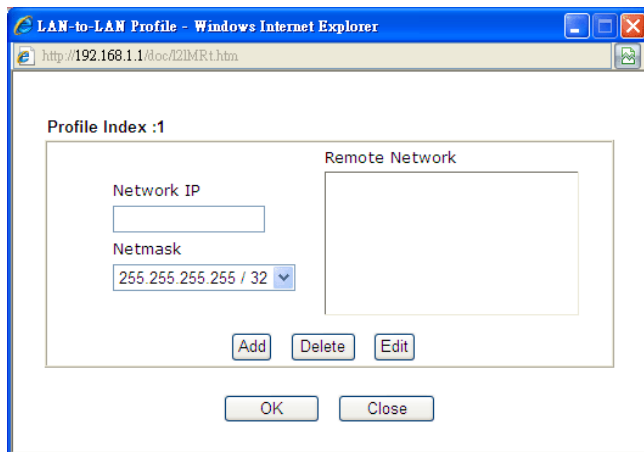 LAN-to-LAN Profile - Windows Internet Explorer
http://192.168.1.1/doc/l2lMRt.htm
Profile Index :1
Remote Network
Network IP
Netmask
255.255.255.255 / 32
Add Delete Edit
OK Close